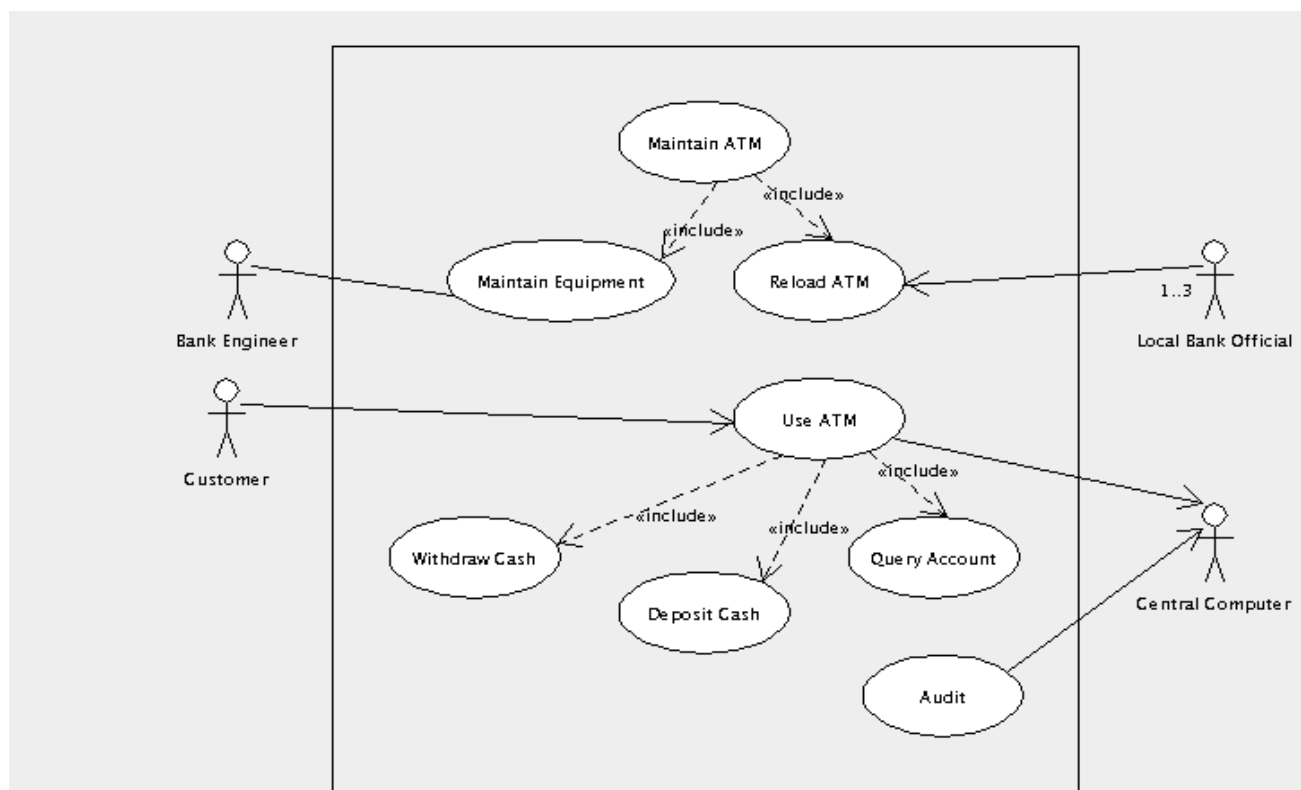 Maintain ATM
«include»
«include»
Maintain Equipment
Reload ATM
1..3
Bank Engineer
Local Bank Official
Use ATM
Customer
«include»
«include»
«include»
Withdraw Cash
Query Account
Deposit Cash
Central Computer
Audit